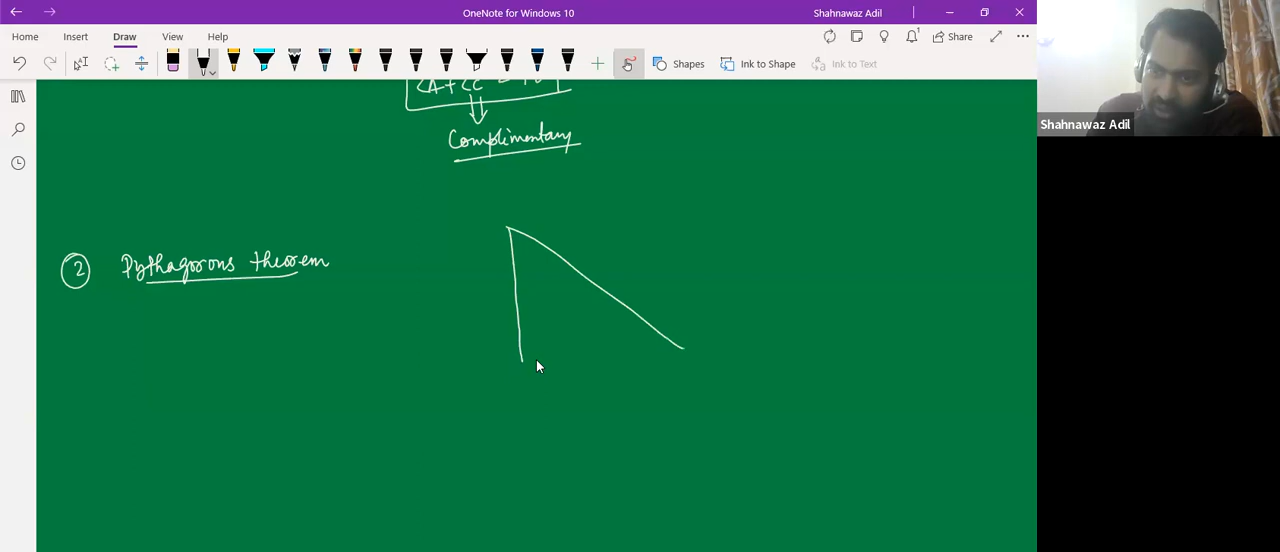 OneNote for Windows 10
Shahnawaz Adil
Home Insert Draw View Help
Share
Shapes
Ink to Shape
Ink to Text
Shahnawaz Adil
Complimentary
2 Pythagorous theorem